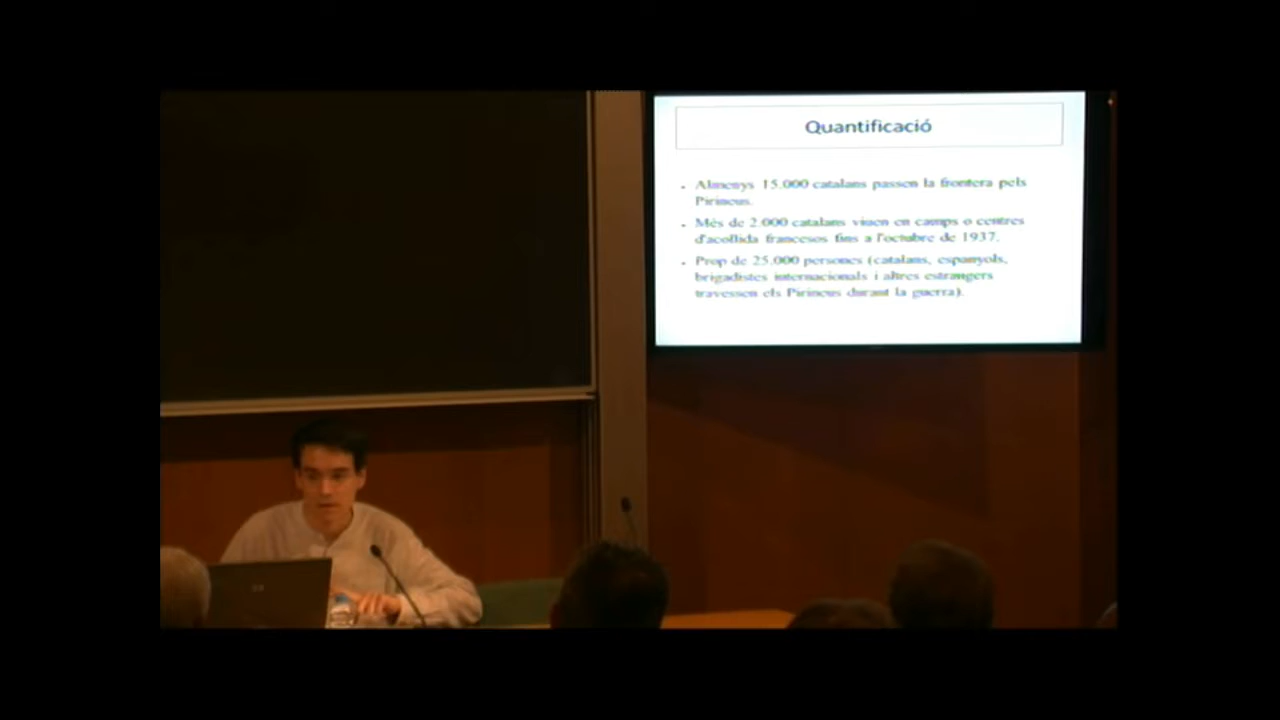 Quantificació
Almenys 15.000 catalans passen la frontera pels
Pirineus.
Més de 2.000 catalans viuen en camps o centres
d'acollida francesos fins a l'octubre de 1937.
Prop de 25.000 persones (catalans, espanyols,
brigadistes internacionals i altres estrangers
travessen els Pirineus durant la guerra).